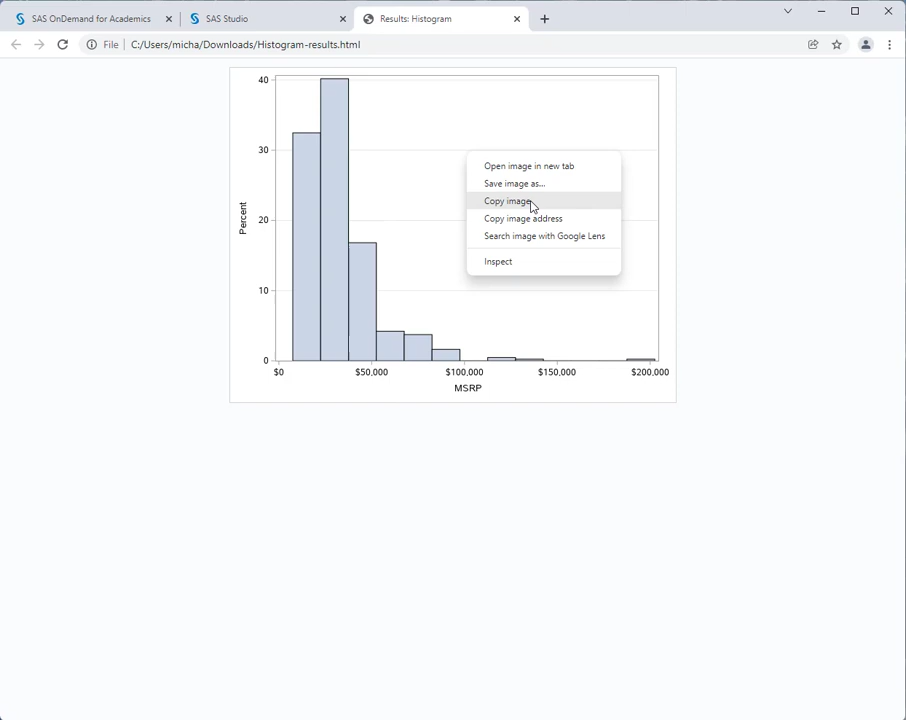 SAS OnDemand for Academics
SAS Studio
Results: Histogram
File
C:/Users/micha/Downloads/Histogram-results.html
40
30
20
10
0
Percent
$0
$50,000
$100,000
$150,000
$200,000
MSRP
Open image in new tab
Save image as...
Copy image
Copy image address
Search image with Google Lens
Inspect